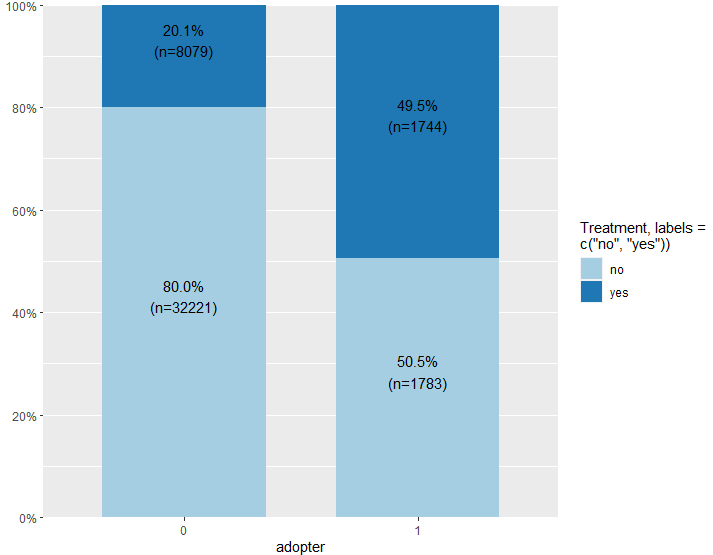 100%
80%
60%
40%
20%
0%
20.1%
(n=8079)
80.0%
(n=32221)
49.5%
(n=1744)
50.5%
(n=1783)
0
1
adopter
Treatment, labels =
c("no", "yes"))
no
yes